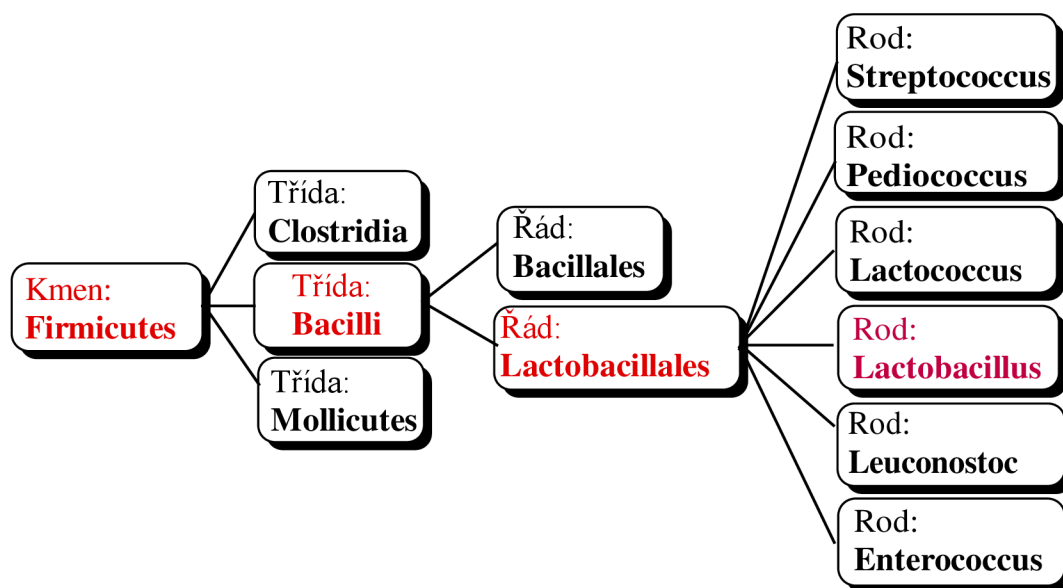 Kmen:
Firmicutes
Třída:
Clostridia
Třída:
Bacilli
Třída:
Mollicutes
Řád:
Bacillales
Řád:
Lactobacillales
Rod:
Streptococcus
Rod:
Pediococcus
Rod:
Lactococcus
Rod:
Lactobacillus
Rod:
Leuconostoc
Rod:
Enterococcus